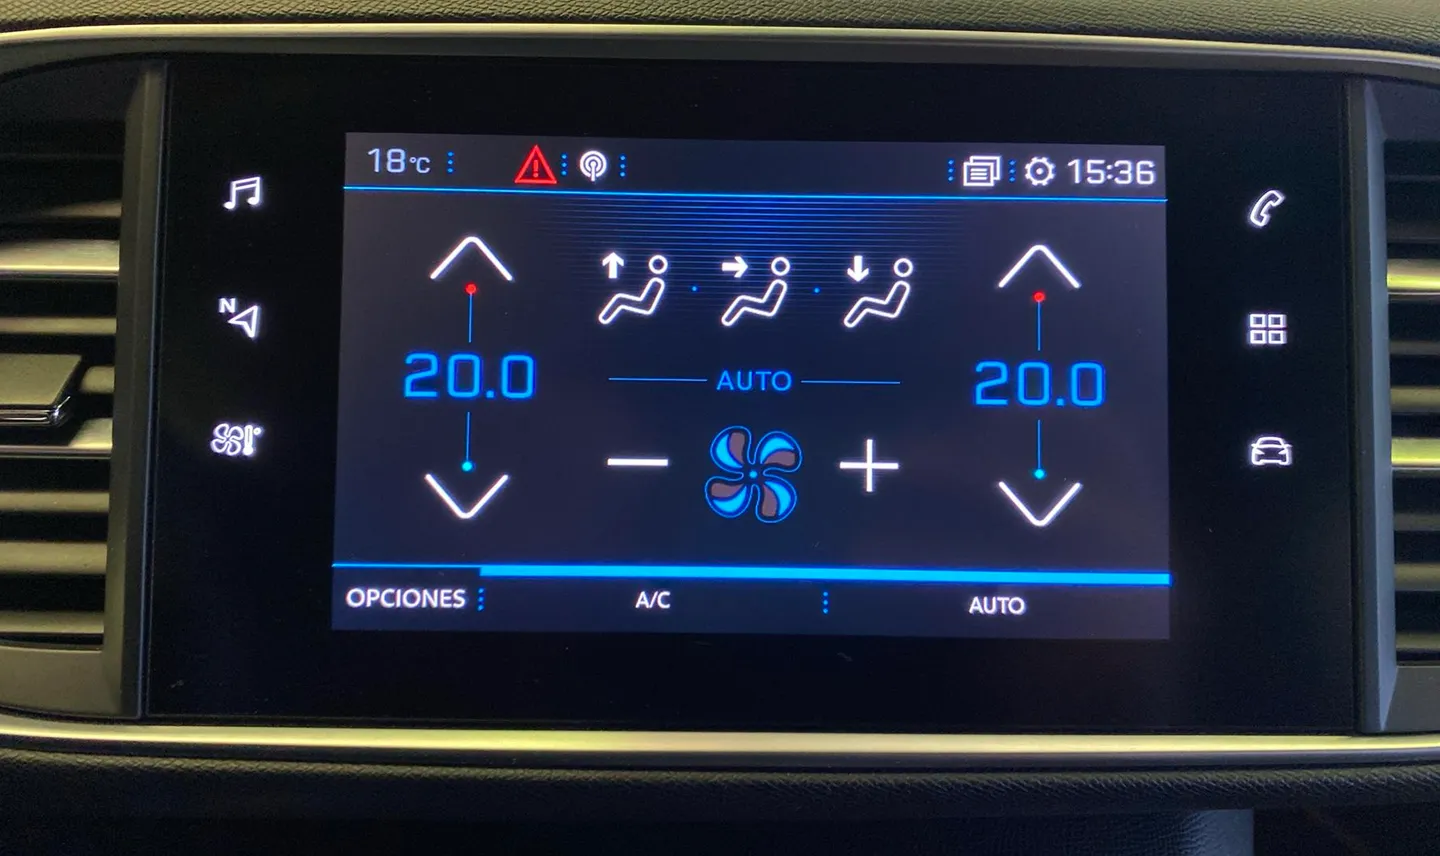 18°C
15:36
N
20.0
AUTO
20.0
OPCIONES
A/C
AUTO